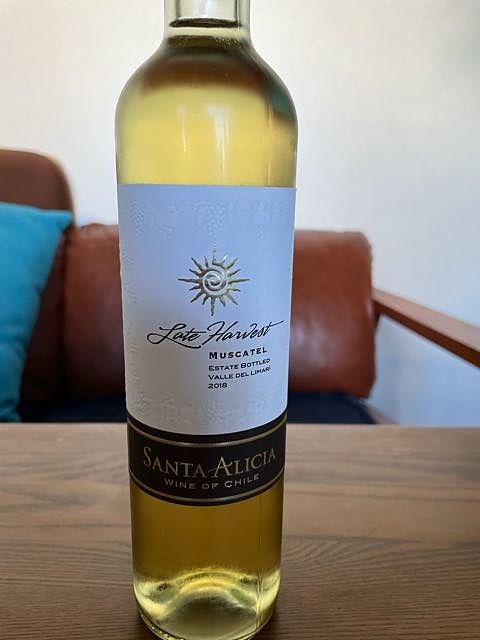 Late Harvest
MUSCATEL
ESTATE BOTTLED
VALLE DEL LIMARÍ
2018
SANTA ALICIA
WINE OF CHILE